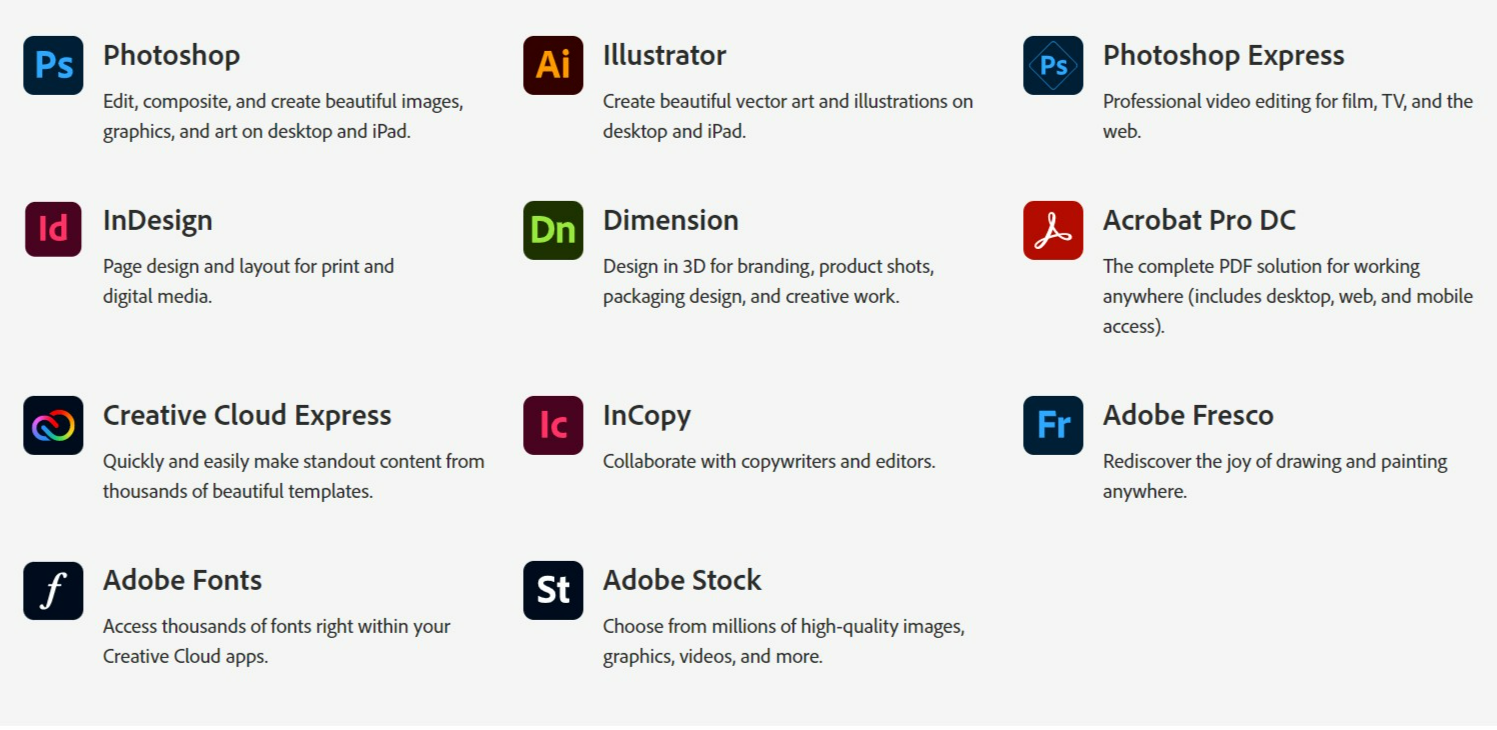 Ps
Photoshop
Edit, composite, and create beautiful images,
graphics, and art on desktop and iPad.
Ai
Illustrator
Create beautiful vector art and illustrations on
desktop and iPad.
Ps
Photoshop Express
Professional video editing for film, TV, and the
web.
Id
InDesign
Page design and layout for print and
digital media.
Dn
Dimension
Design in 3D for branding, product shots,
packaging design, and creative work.
Acrobat Pro DC
The complete PDF solution for working
anywhere (includes desktop, web, and mobile
access).
Creative Cloud Express
Quickly and easily make standout content from
thousands of beautiful templates.
Ic
InCopy
Collaborate with copywriters and editors.
Fr
Adobe Fresco
Rediscover the joy of drawing and painting
anywhere.
f
Adobe Fonts
Access thousands of fonts right within your
Creative Cloud apps.
St
Adobe Stock
Choose from millions of high-quality images,
graphics, videos, and more.